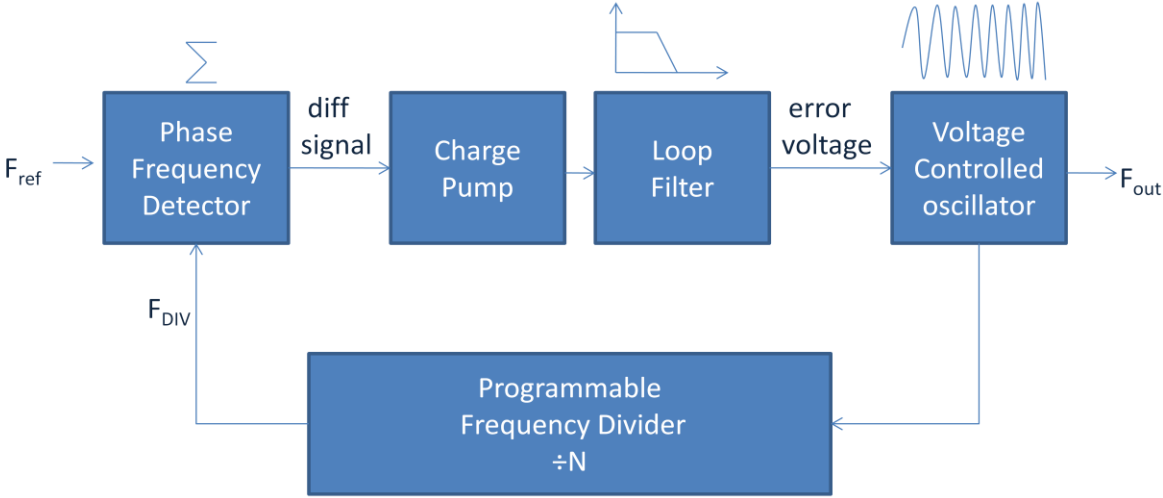 Σ
F_ref
Phase
Frequency
Detector
diff
signal
Charge
Pump
Loop
Filter
error
voltage
Voltage
Controlled
oscillator
F_out
F_DIV
Programmable
Frequency Divider
÷N